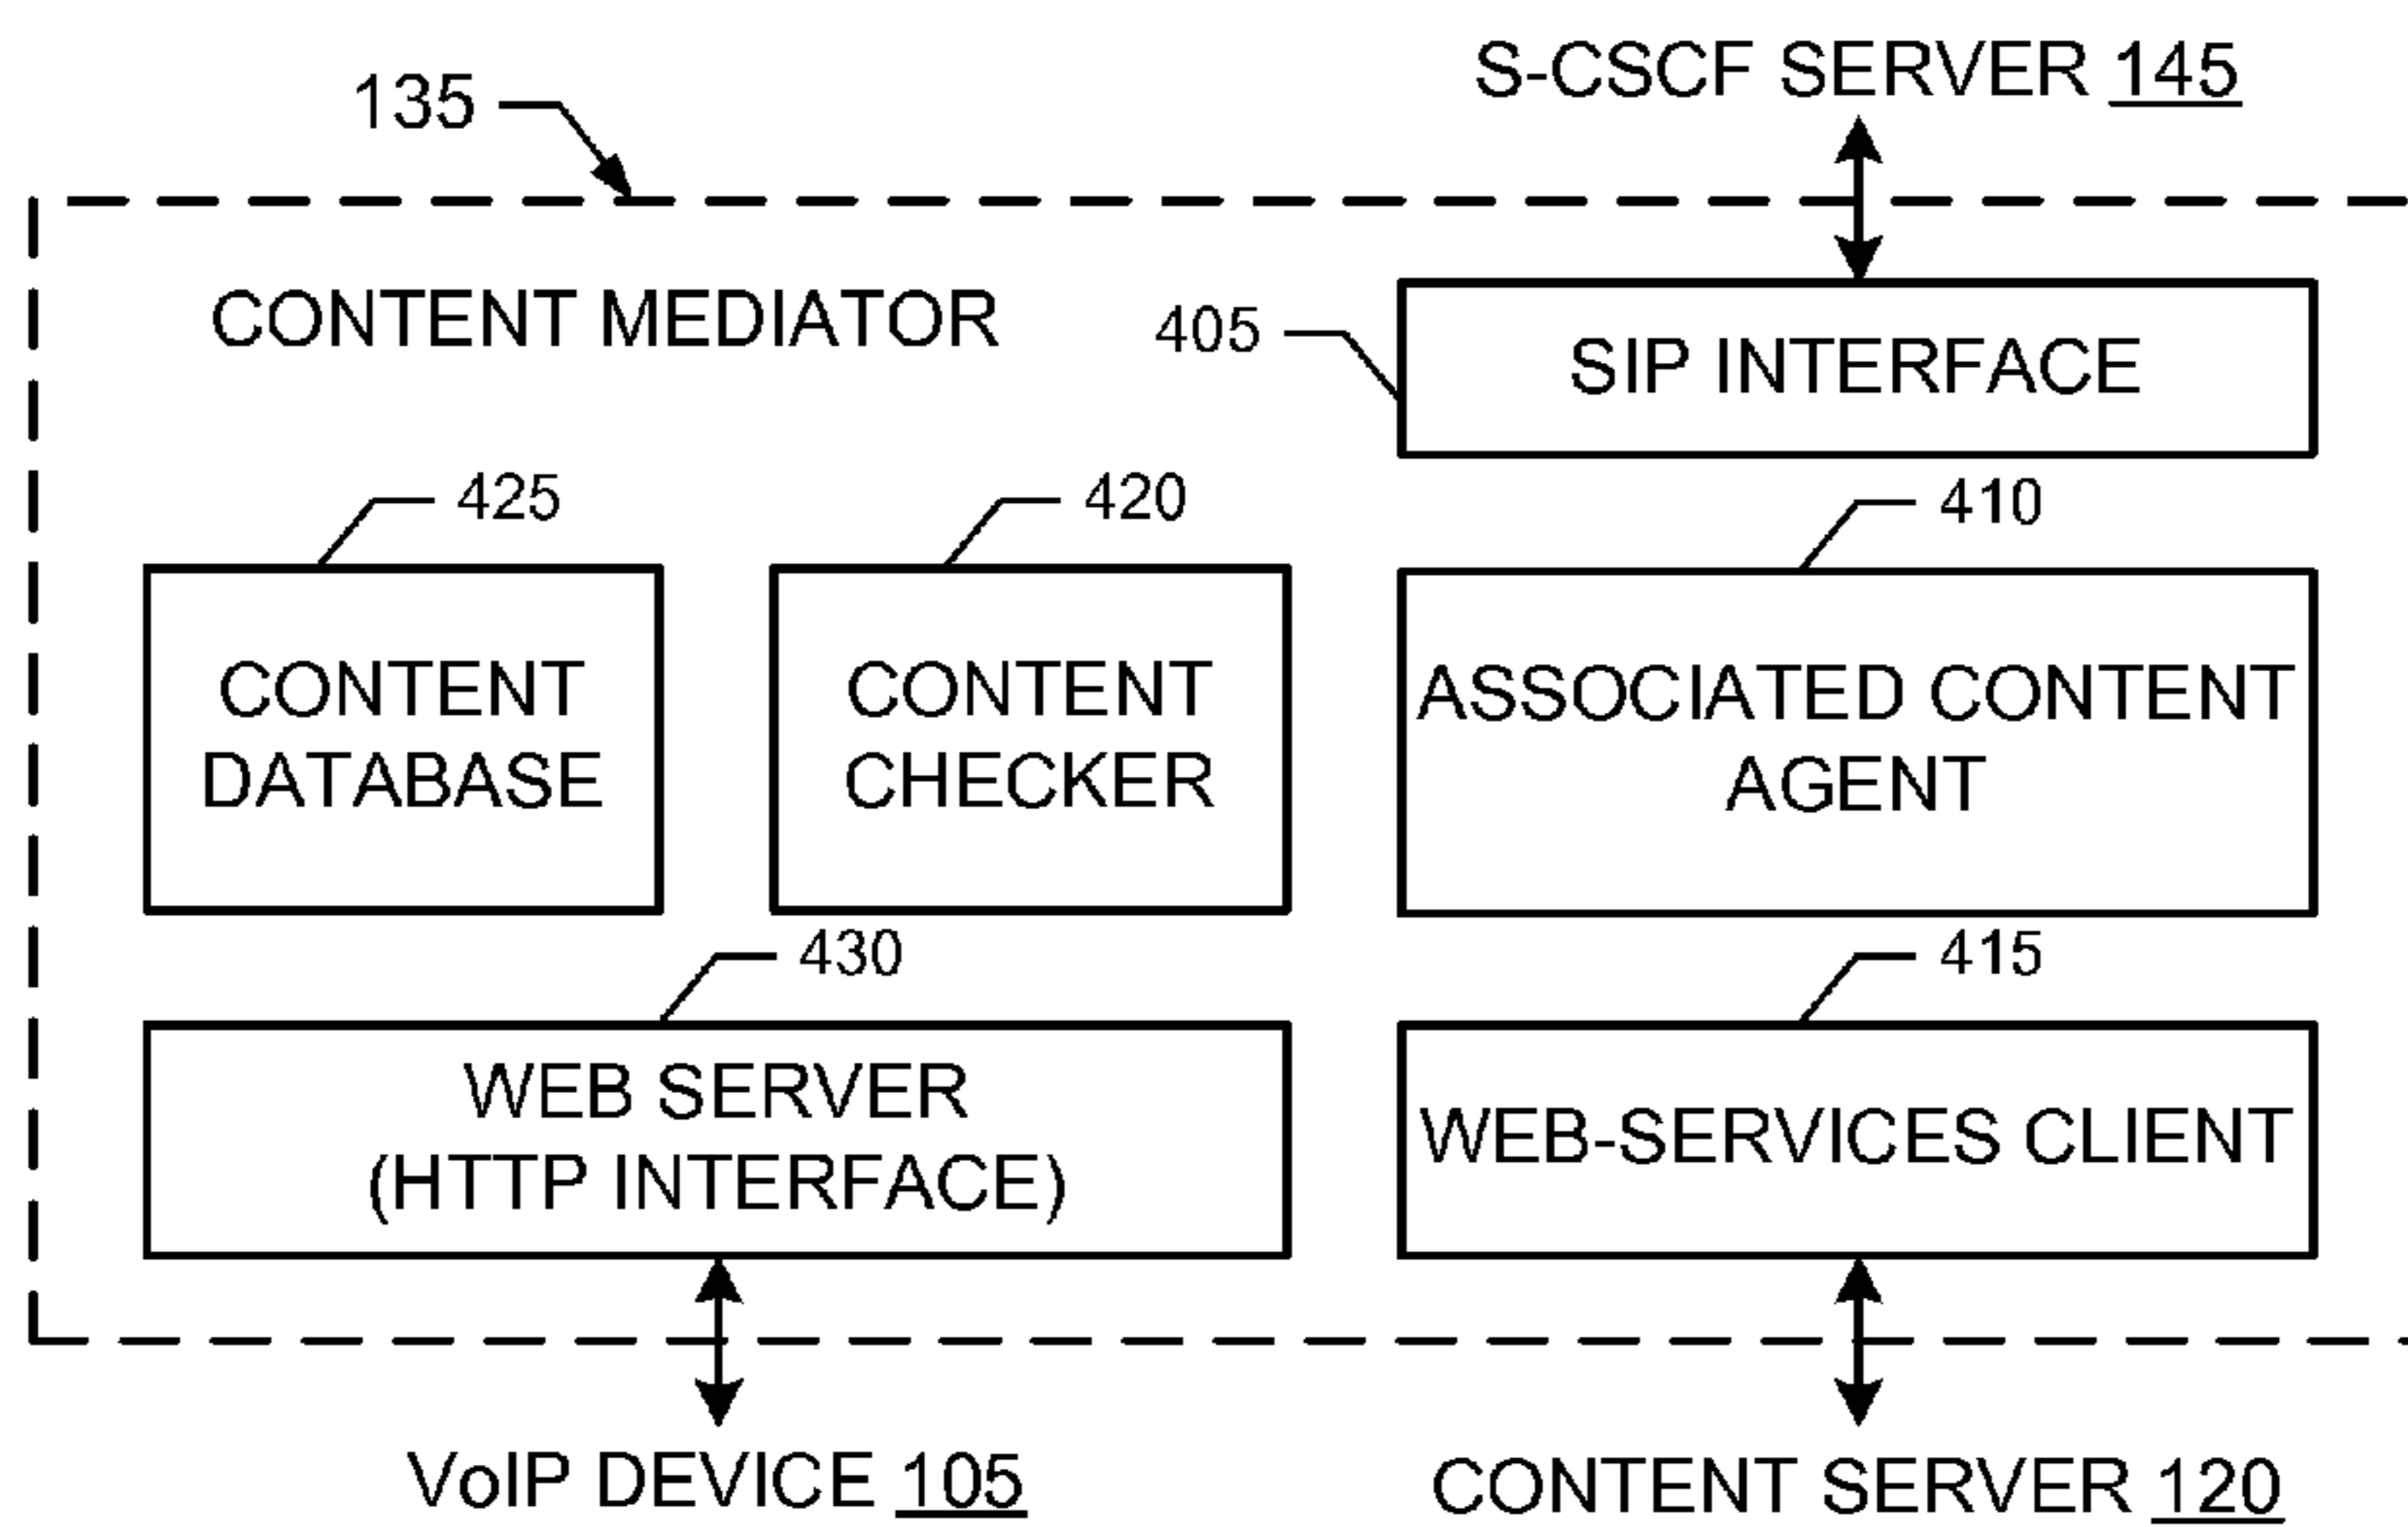 S-CSCF SERVER 145
135
CONTENT MEDIATOR
405
SIP INTERFACE
425
420
410
CONTENT
DATABASE
CONTENT
CHECKER
ASSOCIATED CONTENT
AGENT
430
415
WEB SERVER
(HTTP INTERFACE)
WEB-SERVICES CLIENT
VoIP DEVICE 105
CONTENT SERVER 120